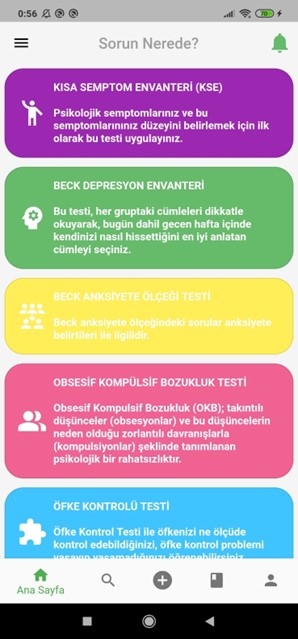 0:56
70
Sorun Nerede?
KISA SEMPTOM ENVANTERİ (KSE)
Psikolojik semptomlarınız ve bu
semptomlarınınız düzeyini belirlemek için ilk
olarak bu testi uygulayınız.
BECK DEPRESYON ENVANTERİ
Bu testi, her gruptaki cümleleri dikkatle
okuyarak, bugün dahil geçen hafta içinde
kendinizi nasıl hissettiğini en iyi anlatan
cümleyi seçiniz.
BECK ANKSİYETE ÖLÇEĞİ TESTİ
Beck anksiyete ölçeğindeki sorular anksiyete
belirtileri ile ilgilidir.
OBSESİF KOMPÜLSİF BOZUKLUK TESTİ
Obsesif Kompulsif Bozukluk (OKB); takıntılı
düşünceler (obsesyonlar) ve bu düşüncelerin
neden olduğu zorlantılı davranışlarla
(kompulsiyonlar) şeklinde tanımlanan
psikolojik bir rahatsızlıktır.
ÖFKE KONTROLÜ TESTİ
Öfke Kontrol Testi ile öfkenizi ne ölçüde
kontrol edebildiğinizi, öfke kontrol problemi
yaşayıp yaşamadığınızı öğrenebilirsiniz.
Ana Sayfa